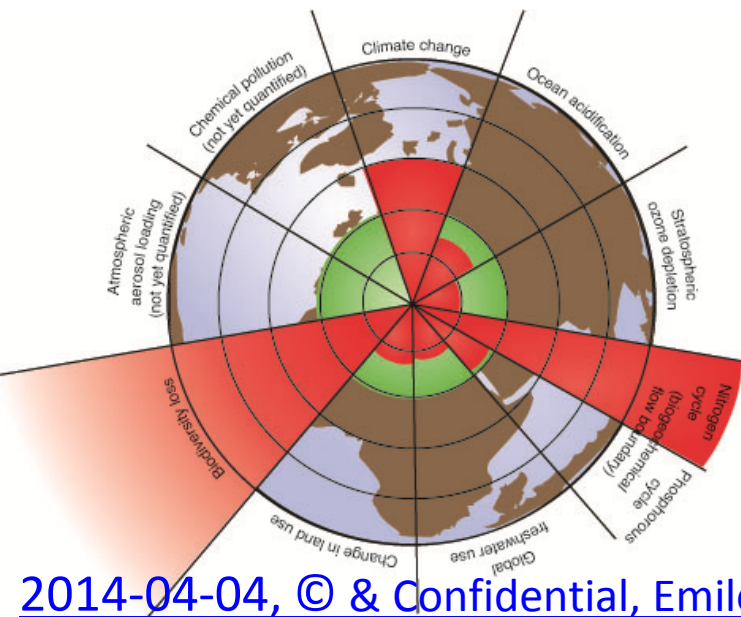 Climate change
Ocean acidification
Stratospheric
ozone depletion
Nitrogen
cycle
(biogeochemical
flow boundary)
Phosphorous
cycle
Global
freshwater use
Change in land use
Biodiversity loss
Atmospheric
aerosol loading
(not yet quantified)
Chemical pollution
(not yet quantified)
2014-04-04, © & Confidential, Emile